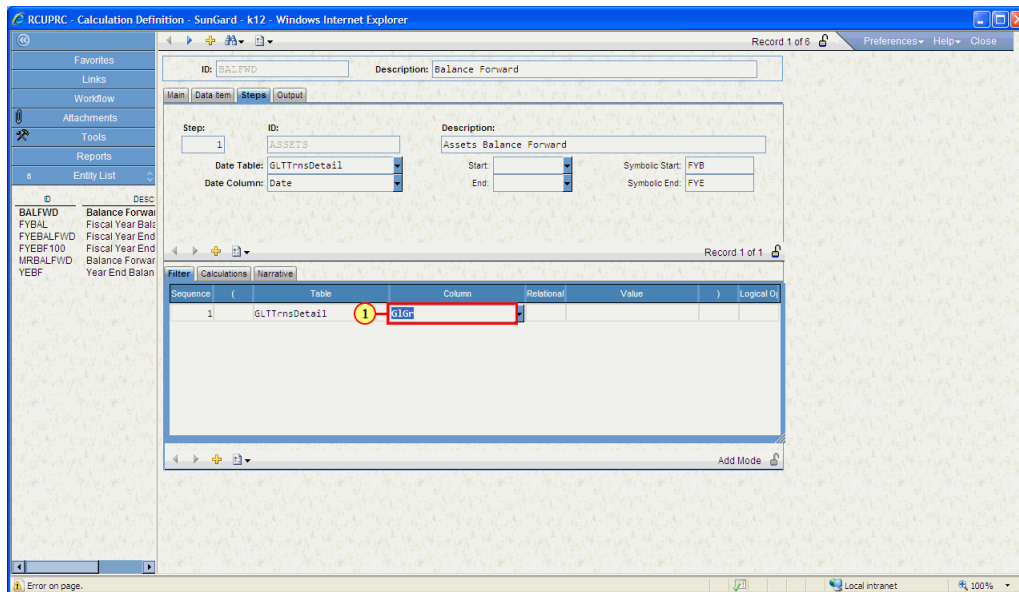 RCUPRC - Calculation Definition - SunGard - k12 - Windows Internet Explorer
Record 1 of 6 Preferences Help Close
Favorites
Links
Workflow
Attachments
Tools
Reports
6 Entity List
ID DESC
BALFWD Balance Forwar
FYBAL Fiscal Year Bala
FYEBALFWD Fiscal Year End
FYEBF100 Fiscal Year End
MRBALFWD Balance Forwar
YEBF Year End Balan
ID: BALFWD Description: Balance Forward
Main Data Item Steps Output
Step: ID: Description:
1 ASSETS Assets Balance Forward
Date Table: GLTTrnsDetail Start: Symbolic Start: FYB
Date Column: Date End: Symbolic End: FYE
Record 1 of 1
Filter Calculations Narrative
Sequence ( Table Column Relational Value ) Logical O
1 GLTTrnsDetail 1 GlGr
Add Mode
Error on page. Local intranet 100%